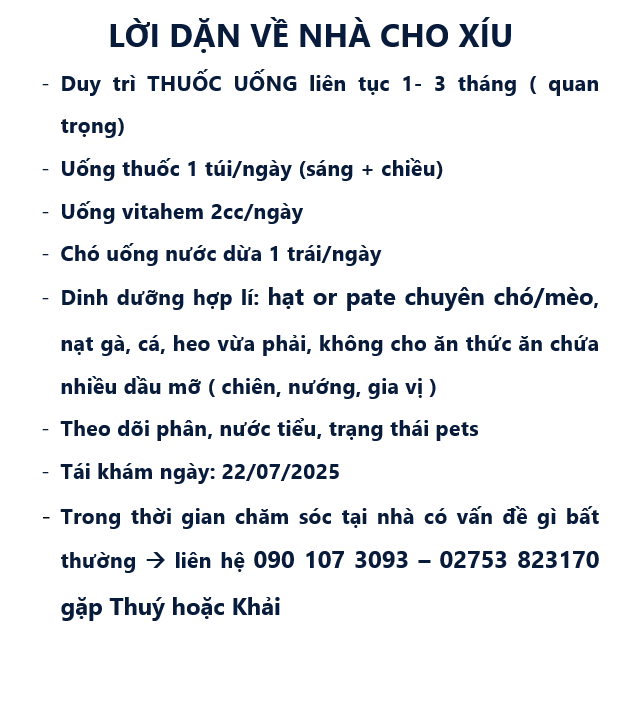 LỜI DẶN VỀ NHÀ CHO XÍU
- Duy trì THUỐC UỐNG liên tục 1- 3 tháng ( quan
trọng)
- Uống thuốc 1 túi/ngày (sáng + chiều)
- Uống vitahem 2cc/ngày
- Chó uống nước dừa 1 trái/ngày
- Dinh dưỡng hợp lí: hạt or pate chuyên chó/mèo,
nạt gà, cá, heo vừa phải, không cho ăn thức ăn chứa
nhiều dầu mỡ ( chiên, nướng, gia vị )
- Theo dõi phân, nước tiểu, trạng thái pets
- Tái khám ngày: 22/07/2025
- Trong thời gian chăm sóc tại nhà có vấn đề gì bất
thường → liên hệ 090 107 3093 – 02753 823170
gặp Thuý hoặc Khải